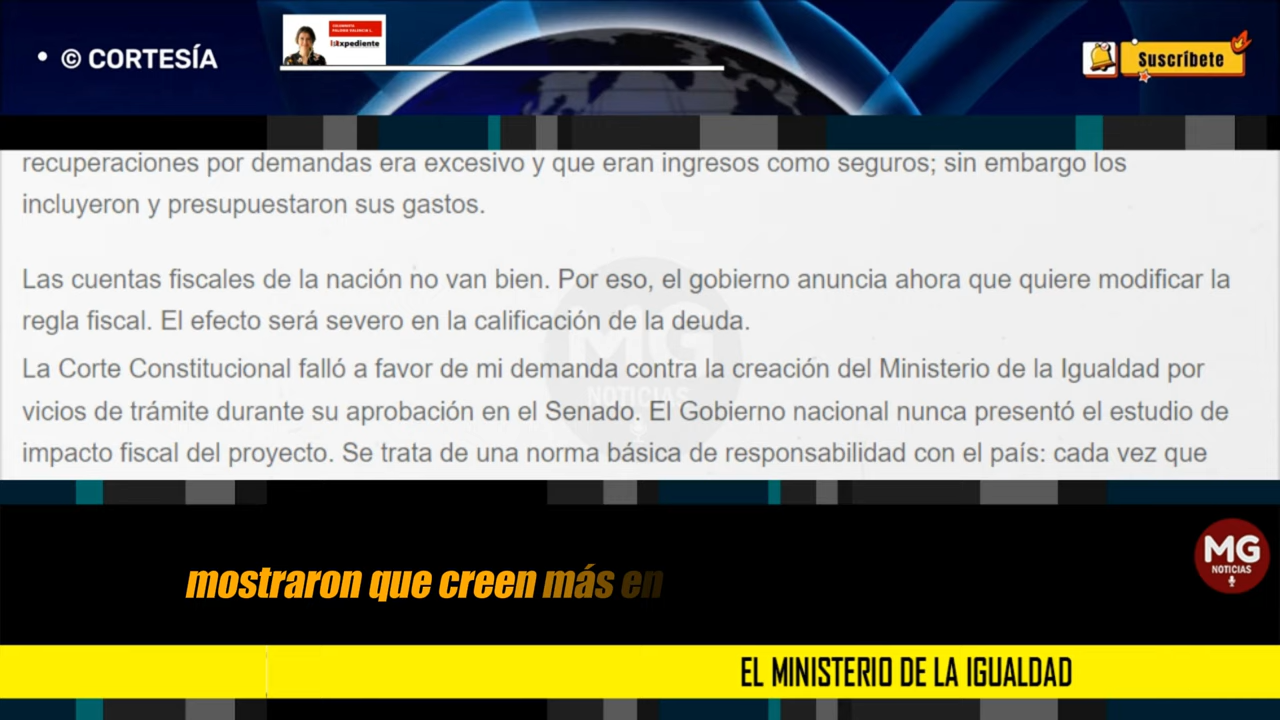 • © CORTESÍA
COLUMNISTA
PALOMA VALENCIA L.
Expediente
Suscríbete
recuperaciones por demandas era excesivo y que eran ingresos como seguros; sin embargo los
incluyeron y presupuestaron sus gastos.
Las cuentas fiscales de la nación no van bien. Por eso, el gobierno anuncia ahora que quiere modificar la
regla fiscal. El efecto será severo en la calificación de la deuda.
La Corte Constitucional falló a favor de mi demanda contra la creación del Ministerio de la Igualdad por
vicios de trámite durante su aprobación en el Senado. El Gobierno nacional nunca presentó el estudio de
impacto fiscal del proyecto. Se trata de una norma básica de responsabilidad con el país: cada vez que
MG
NOTICIAS
mostraron que creen más en
MG
NOTICIAS
EL MINISTERIO DE LA IGUALDAD